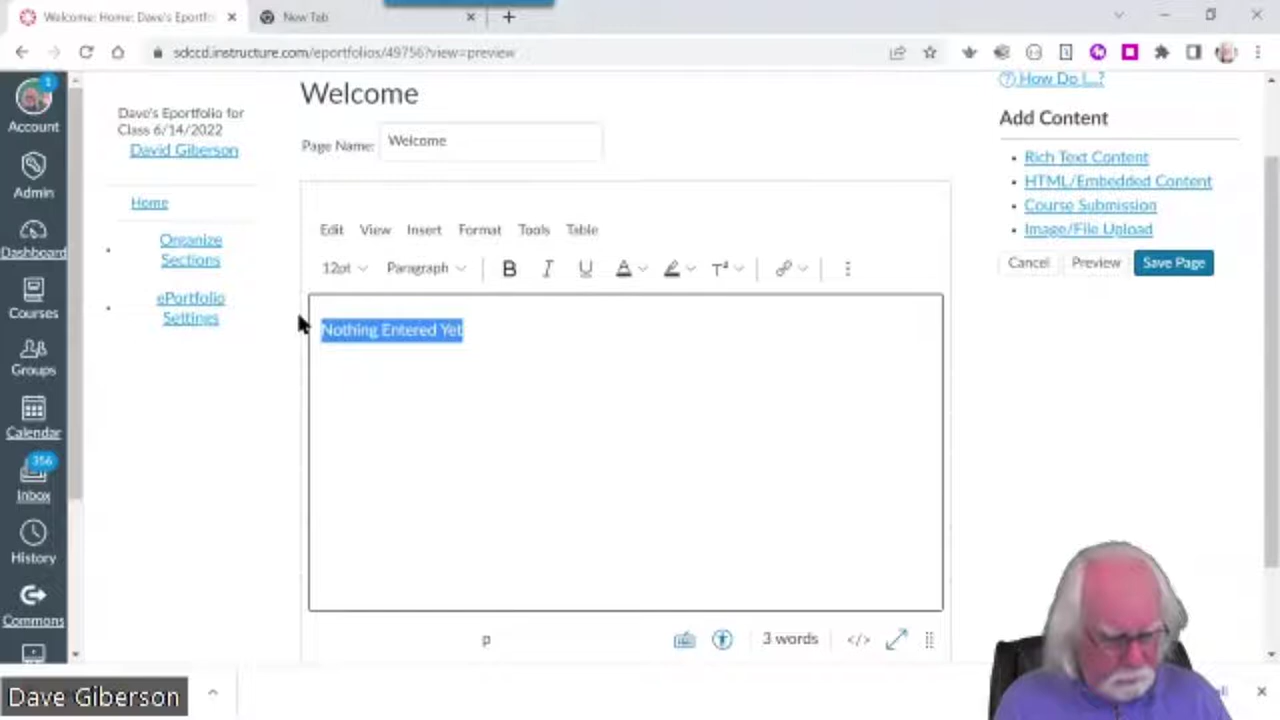 Welcome: Home: Dave's Eportfo
New Tab
sdccd.instructure.com/eportfolios/49756?view=preview
1
Account
Admin
Dashboard
Courses
Groups
Calendar
356
Inbox
History
Commons
Dave's Eportfolio for
Class 6/14/2022
David Giberson
Home
Organize
Sections
ePortfolio
Settings
Welcome
Page Name:
Welcome
Edit View Insert Format Tools Table
12pt Paragraph B I U A T²
Nothing Entered Yet
p
3 words </>
How Do I...?
Add Content
Rich Text Content
HTML/Embedded Content
Course Submission
Image/File Upload
Cancel Preview Save Page
Dave Giberson